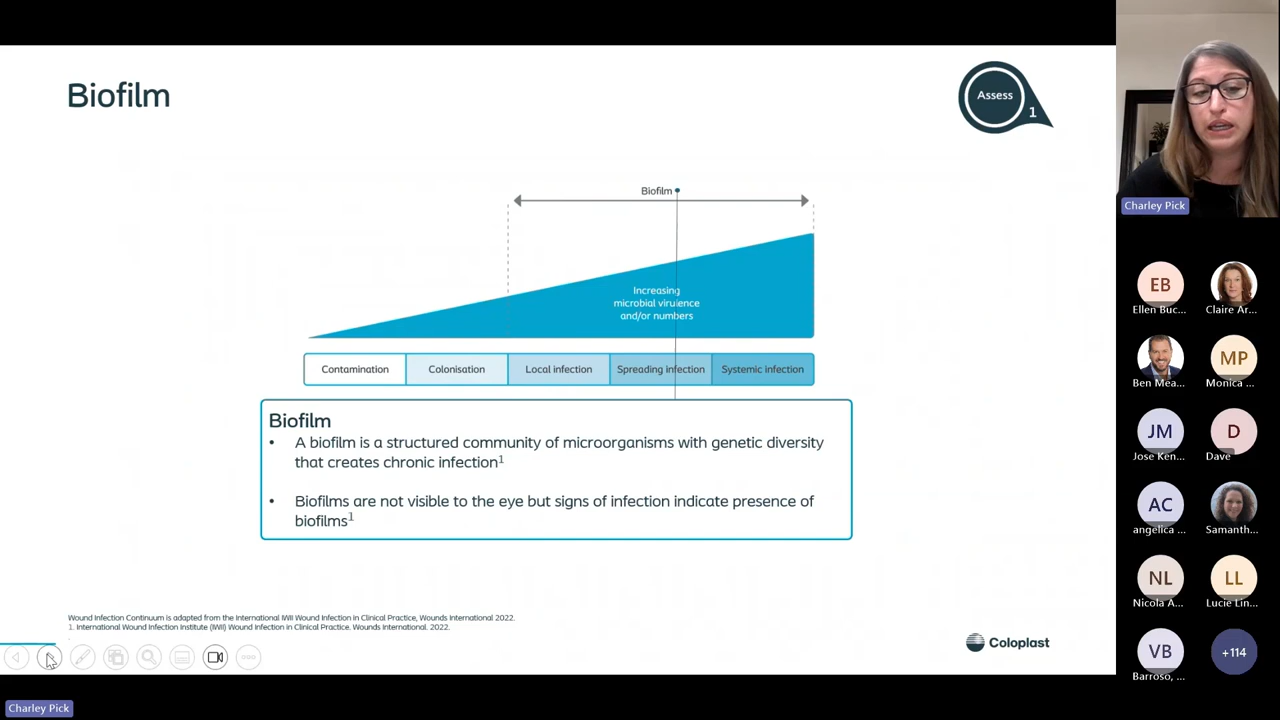 Biofilm
Assess
1
Biofilm
Increasing
microbial virulence
and/or numbers
Contamination
Colonisation
Local infection
Spreading infection
Systemic infection
Biofilm
• A biofilm is a structured community of microorganisms with genetic diversity
that creates chronic infection1
• Biofilms are not visible to the eye but signs of infection indicate presence of
biofilms1
Wound Infection Continuum is adapted from the International IWII Wound Infection in Clinical Practice, Wounds International 2022.
1. International Wound Infection Institute (IWII) Wound Infection in Clinical Practice. Wounds International. 2022.
Coloplast
Charley Pick
Charley Pick
EB
Ellen Buc...
Claire Ar...
Ben Mea...
MP
Monica ...
JM
Jose Ken...
D
Dave
AC
angelica ...
Samanth...
NL
Nicola A...
LL
Lucie Lin...
VB
Barroso, ...
+114